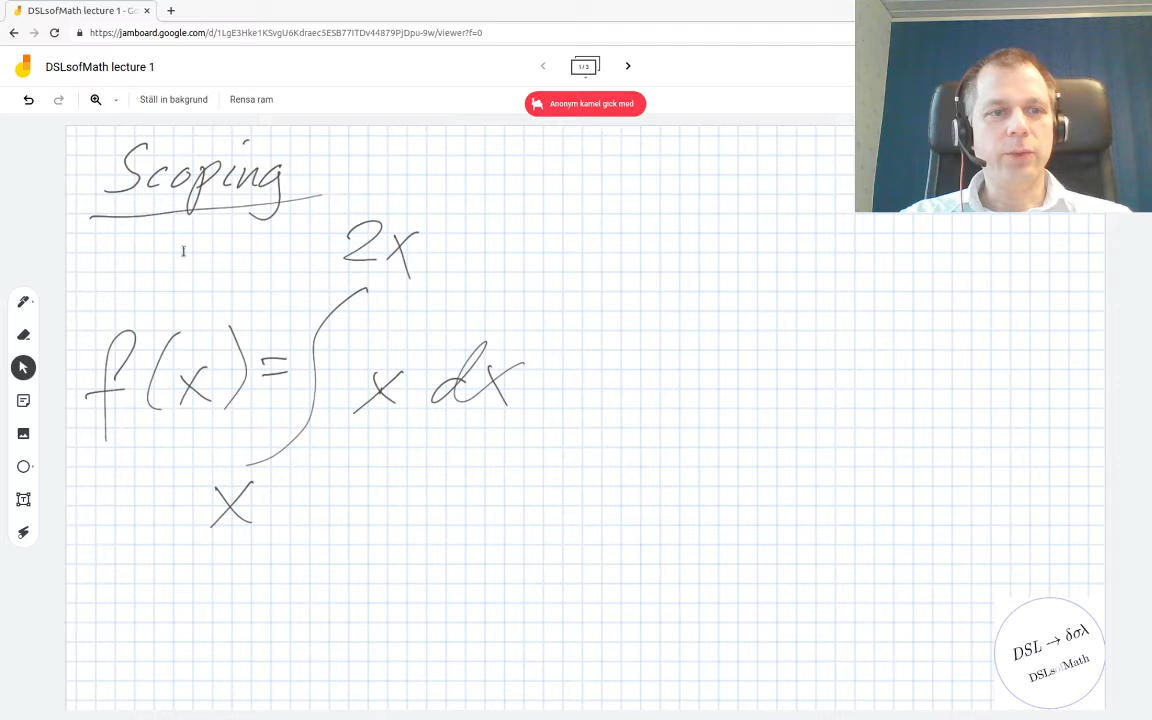 DSLsofMath lecture 1 - Go
https://jamboard.google.com/d/1LgE3Hke1KSvgU6Kdraec5ESB77ITDv44879PjDpu-9w/viewer?f=0
DSLsofMath lecture 1
1/3
Ställ in bakgrund Rensa ram
Anonym kamel gick med
Scoping
2x
f(x) = ∫ x dx
x
DSL → δσλ
DSLsofMath